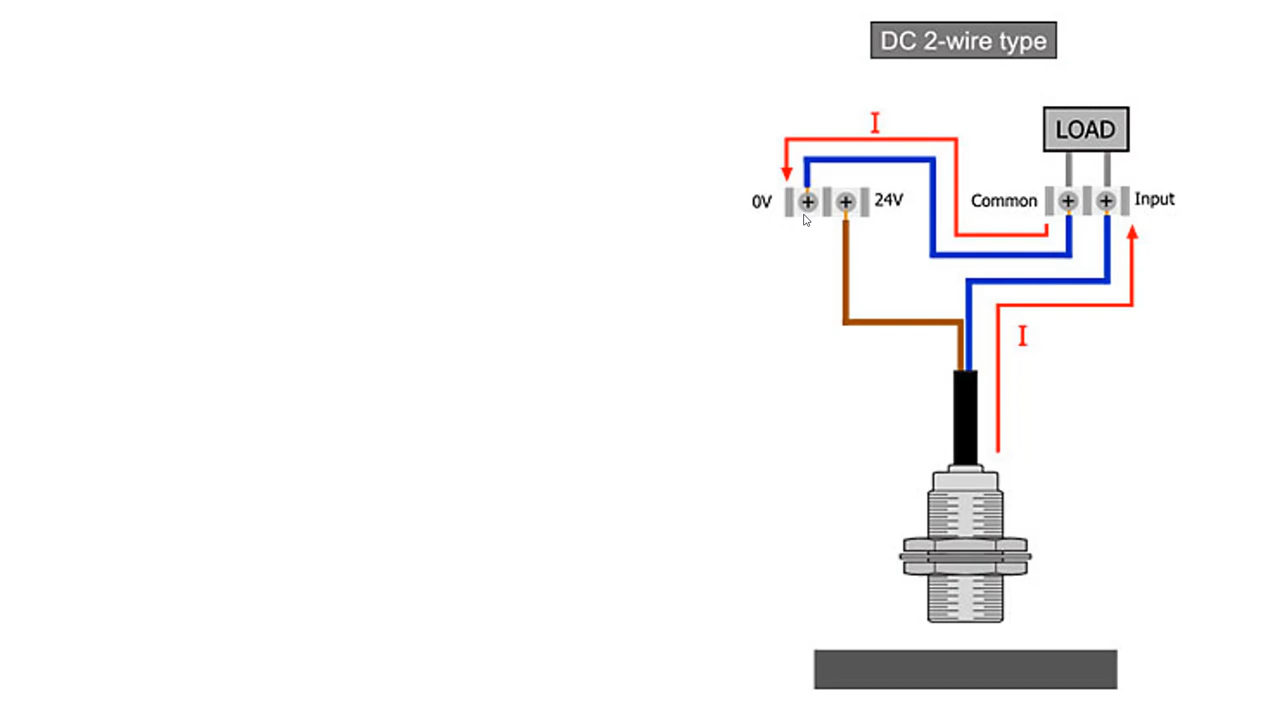 DC 2-wire type
I
LOAD
0V
24V
Common
Input
I